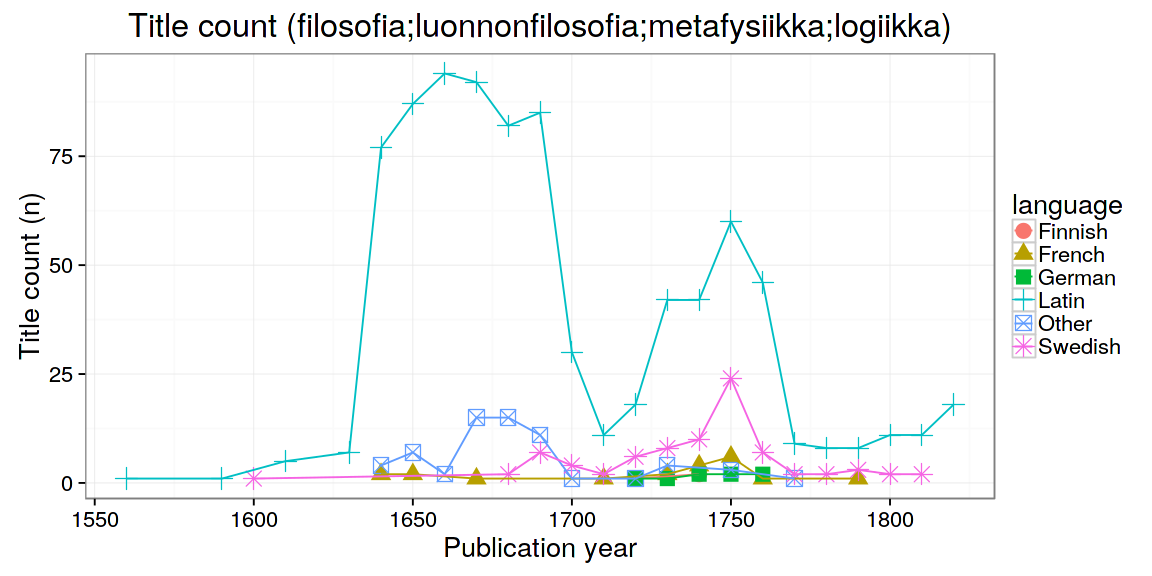 Title count (filosofia;luonnonfilosofia;metafysiikka;logiikka)
Title count (n)
75
50
25
0
1550 1600 1650 1700 1750 1800
Publication year
language
Finnish
French
German
Latin
Other
Swedish